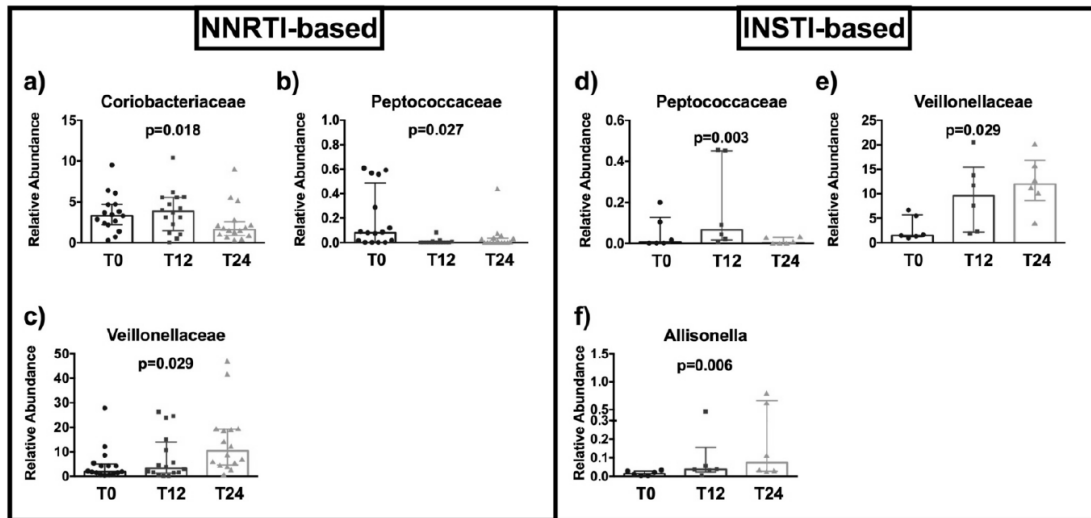 NNRTI-based
INSTI-based
a)
Coriobacteriaceae
p=0.018
Relative Abundance
15
10
5
0
T0 T12 T24
b)
Peptococcaceae
p=0.027
Relative Abundance
1.0
0.8
0.6
0.4
0.2
0.0
T0 T12 T24
c)
Veillonellaceae
p=0.029
Relative Abundance
50
40
30
20
10
0
T0 T12 T24
d)
Peptococcaceae
p=0.003
Relative Abundance
0.6
0.4
0.2
0.0
T0 T12 T24
e)
Veillonellaceae
p=0.029
Relative Abundance
25
20
15
10
5
0
T0 T12 T24
f)
Allisonella
p=0.006
Relative Abundance
1.5
1.0
0.5
0.3
0.2
0.1
0.0
T0 T12 T24